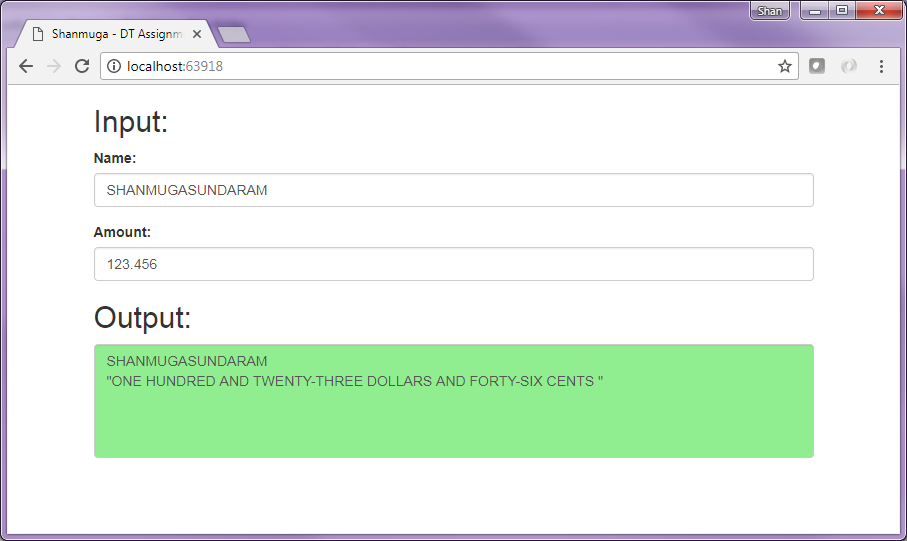 Shan
Shanmuga - DT Assignm
localhost:63918
Input:
Name:
SHANMUGASUNDARAM
Amount:
123.456
Output:
SHANMUGASUNDARAM
"ONE HUNDRED AND TWENTY-THREE DOLLARS AND FORTY-SIX CENTS "